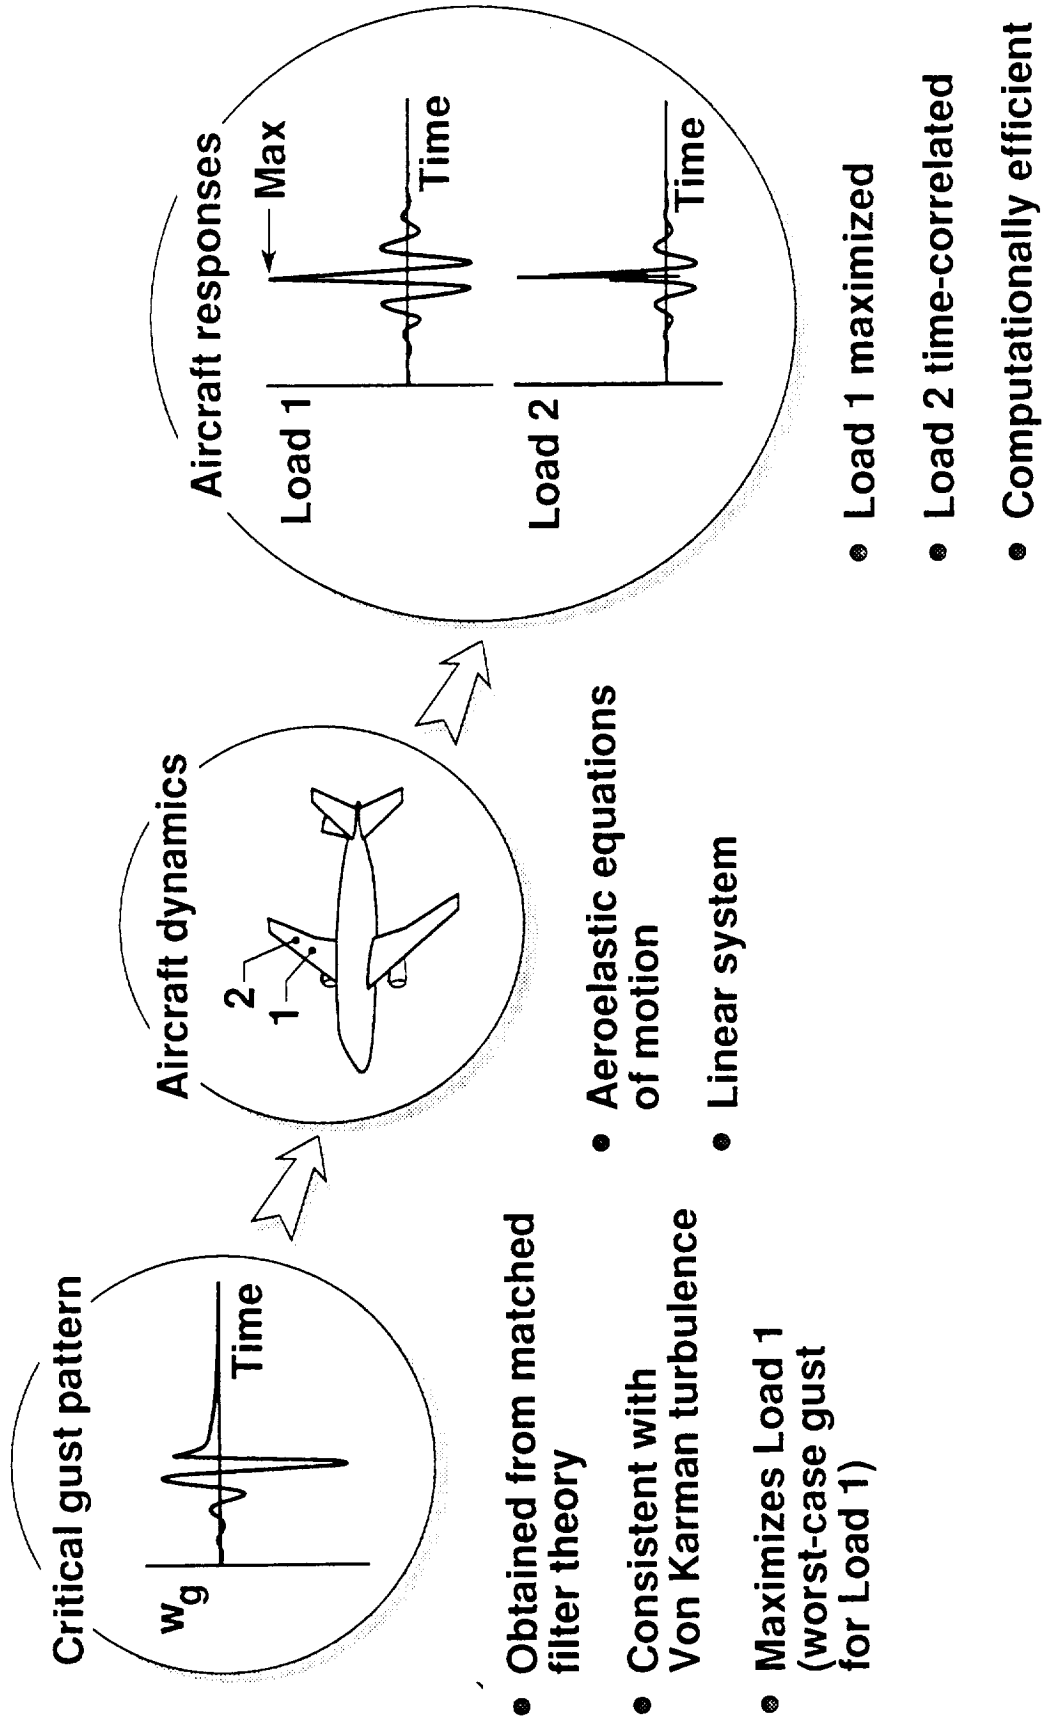 Critical gust pattern
w_g
Time
Obtained from matched
filter theory
Consistent with
Von Karman turbulence
Maximizes Load 1
(worst-case gust
for Load 1)
Aircraft dynamics
2
1
Aeroelastic equations
of motion
Linear system
Aircraft responses
Load 1
Max
Time
Load 2
Time
Load 1 maximized
Load 2 time-correlated
Computationally efficient